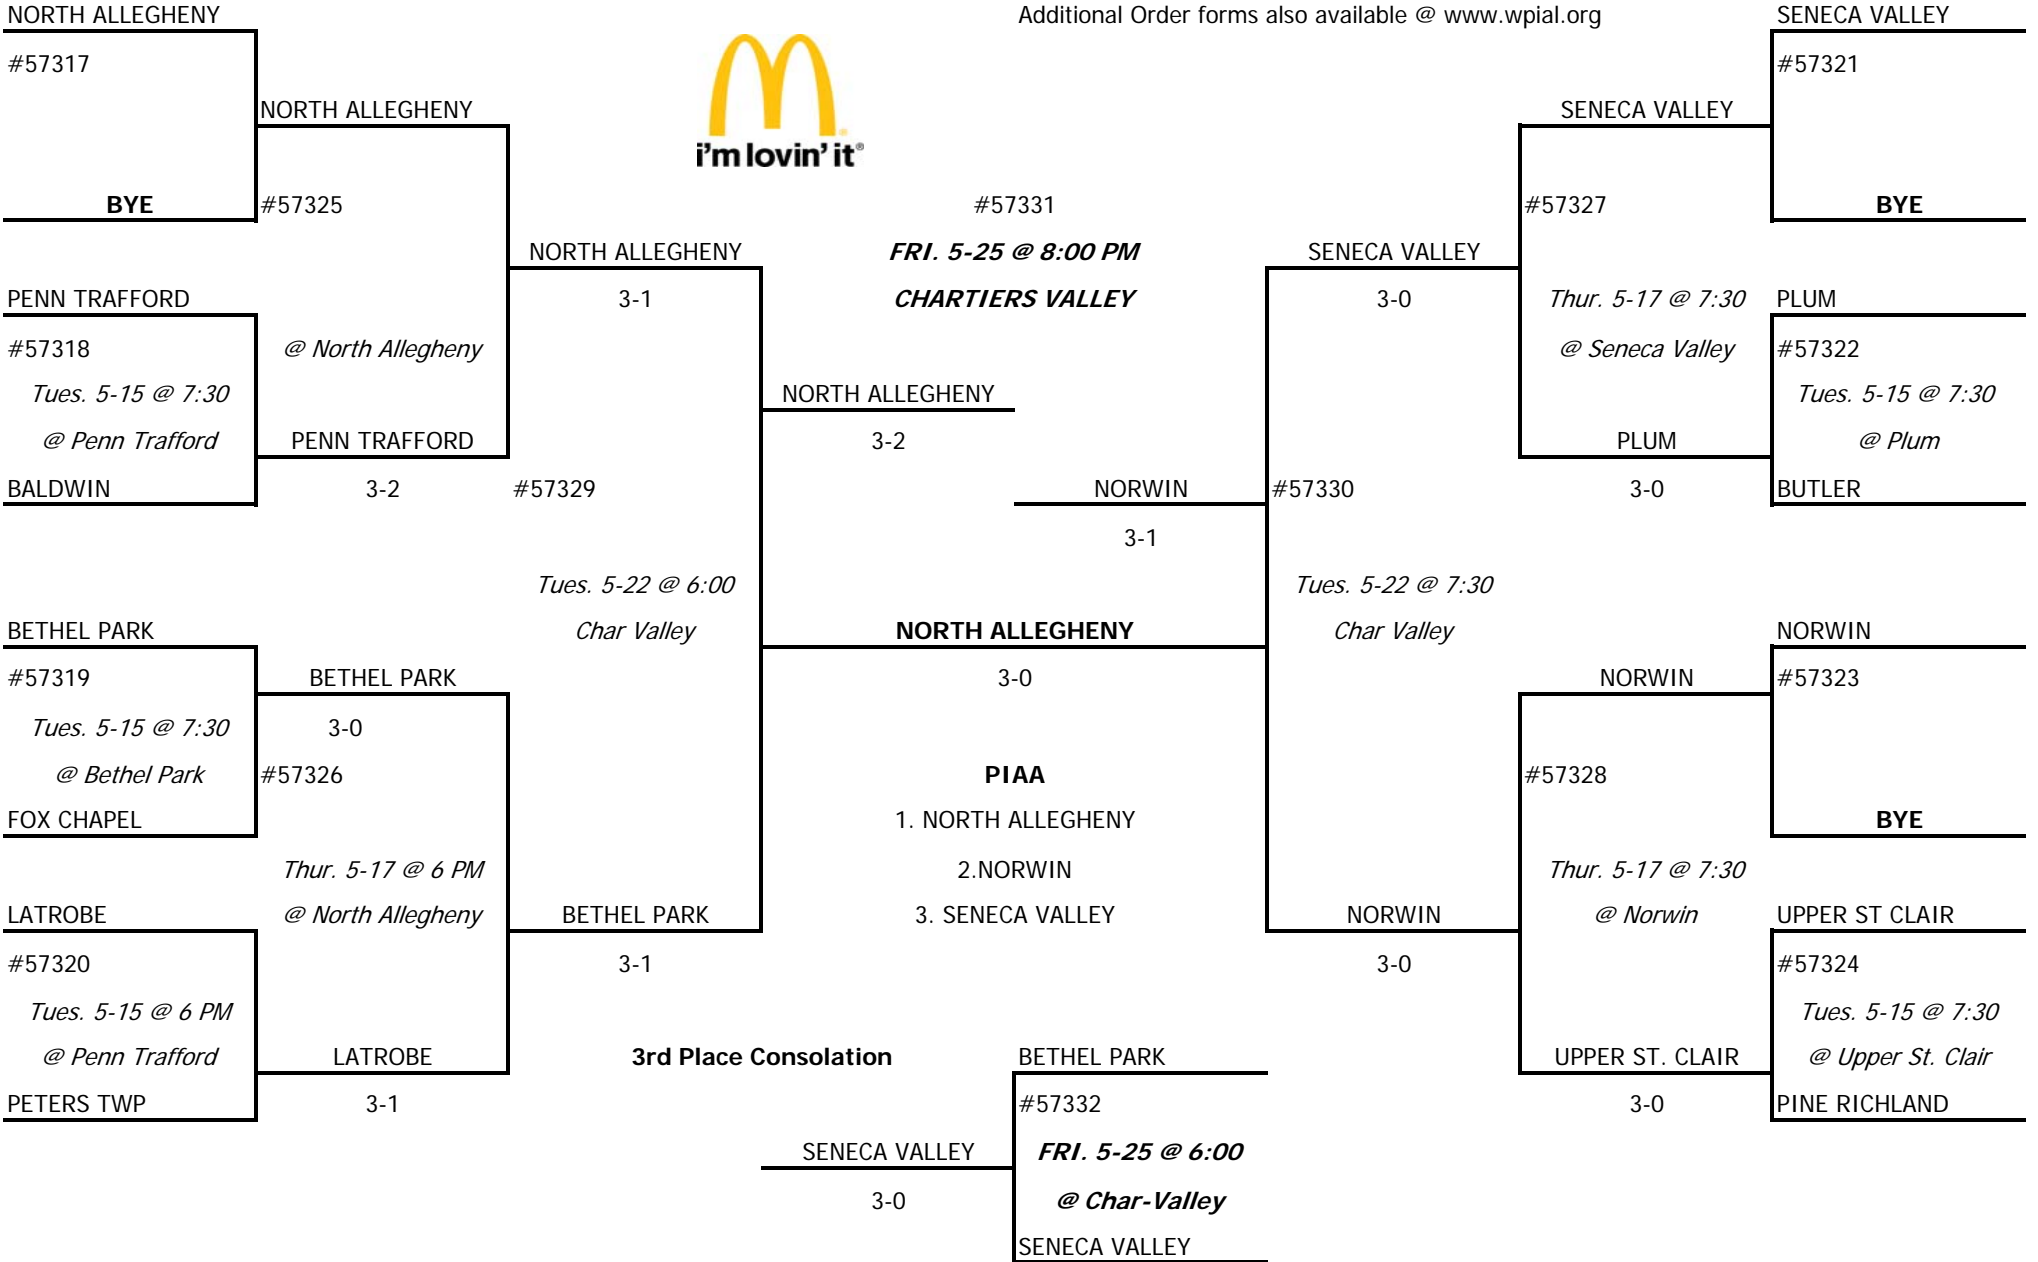 NORTH ALLEGHENY
Additional Order forms also available @ www.wpial.org
SENECA VALLEY
#57317
#57321
NORTH ALLEGHENY
SENECA VALLEY
i'm lovin' it®
BYE
#57325
#57331
#57327
BYE
NORTH ALLEGHENY
FRI. 5-25 @ 8:00 PM
SENECA VALLEY
PENN TRAFFORD
3-1
CHARTIERS VALLEY
3-0
Thur. 5-17 @ 7:30
PLUM
#57318
@ North Allegheny
@ Seneca Valley
#57322
Tues. 5-15 @ 7:30
NORTH ALLEGHENY
Tues. 5-15 @ 7:30
@ Penn Trafford
PENN TRAFFORD
3-2
PLUM
@ Plum
BALDWIN
3-2
#57329
NORWIN
#57330
3-0
BUTLER
3-1
Tues. 5-22 @ 6:00
Tues. 5-22 @ 7:30
BETHEL PARK
Char Valley
NORTH ALLEGHENY
Char Valley
NORWIN
#57319
BETHEL PARK
3-0
NORWIN
#57323
Tues. 5-15 @ 7:30
3-0
@ Bethel Park
#57326
PIAA
#57328
FOX CHAPEL
1. NORTH ALLEGHENY
BYE
Thur. 5-17 @ 6 PM
2.NORWIN
Thur. 5-17 @ 7:30
LATROBE
@ North Allegheny
BETHEL PARK
3. SENECA VALLEY
NORWIN
@ Norwin
UPPER ST CLAIR
#57320
3-1
3-0
#57324
Tues. 5-15 @ 6 PM
Tues. 5-15 @ 7:30
@ Penn Trafford
LATROBE
3rd Place Consolation
BETHEL PARK
UPPER ST. CLAIR
@ Upper St. Clair
PETERS TWP
3-1
#57332
3-0
PINE RICHLAND
SENECA VALLEY
FRI. 5-25 @ 6:00
3-0
@ Char-Valley
SENECA VALLEY